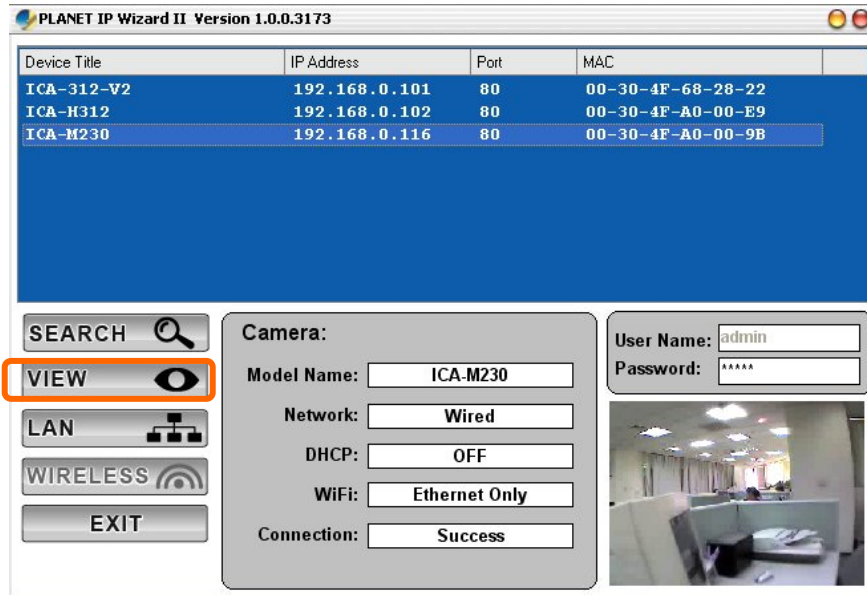 PLANET IP Wizard II Version 1.0.0.3173
Device Title IP Address Port MAC
ICA-312-V2 192.168.0.101 80 00-30-4F-68-28-22
ICA-H312 192.168.0.102 80 00-30-4F-A0-00-E9
ICA-M230 192.168.0.116 80 00-30-4F-A0-00-9B
SEARCH
VIEW
LAN
WIRELESS
EXIT
Camera:
Model Name: ICA-M230
Network: Wired
DHCP: OFF
WiFi: Ethernet Only
Connection: Success
User Name: admin
Password: *****